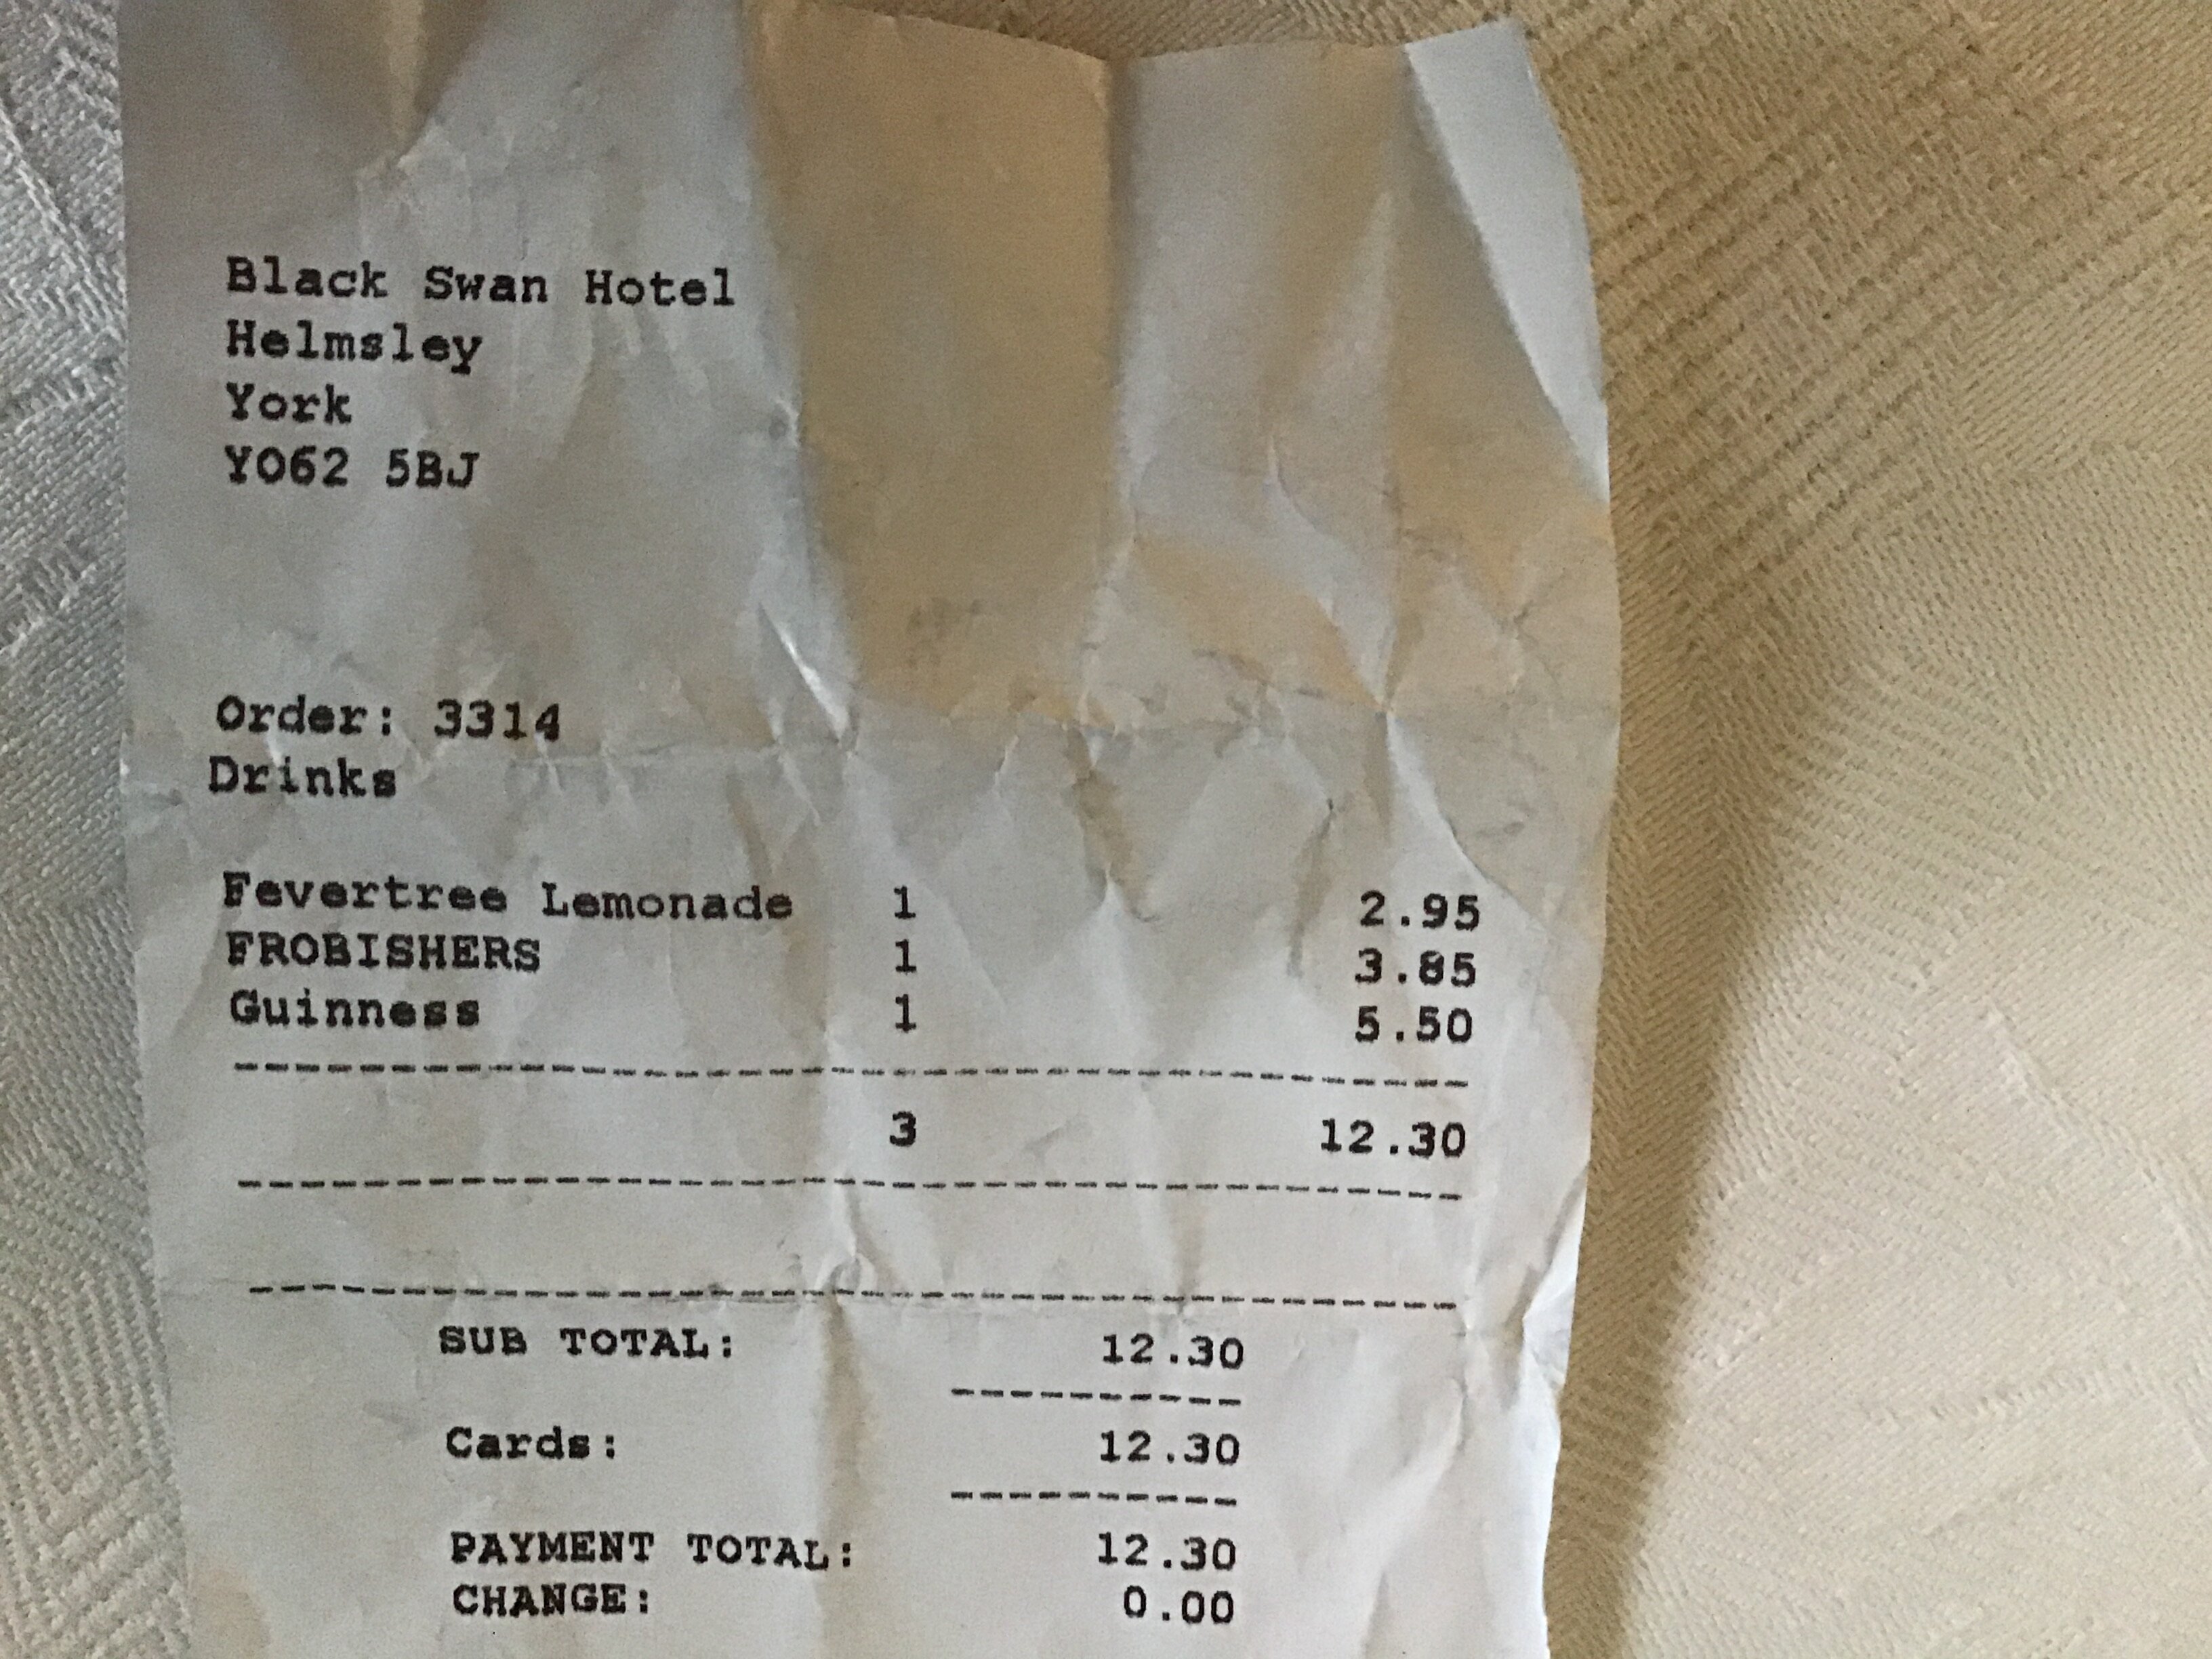 Black Swan Hotel
Helmsley
York
YO62 5BJ
Order: 3314
Drinks
Fevertree Lemonade 1 2.95
FROBISHERS 1 3.85
Guinness 1 5.50
--------------------------------
3 12.30
--------------------------------
--------------------------------
SUB TOTAL: 12.30
----------
Cards: 12.30
----------
PAYMENT TOTAL: 12.30
CHANGE: 0.00